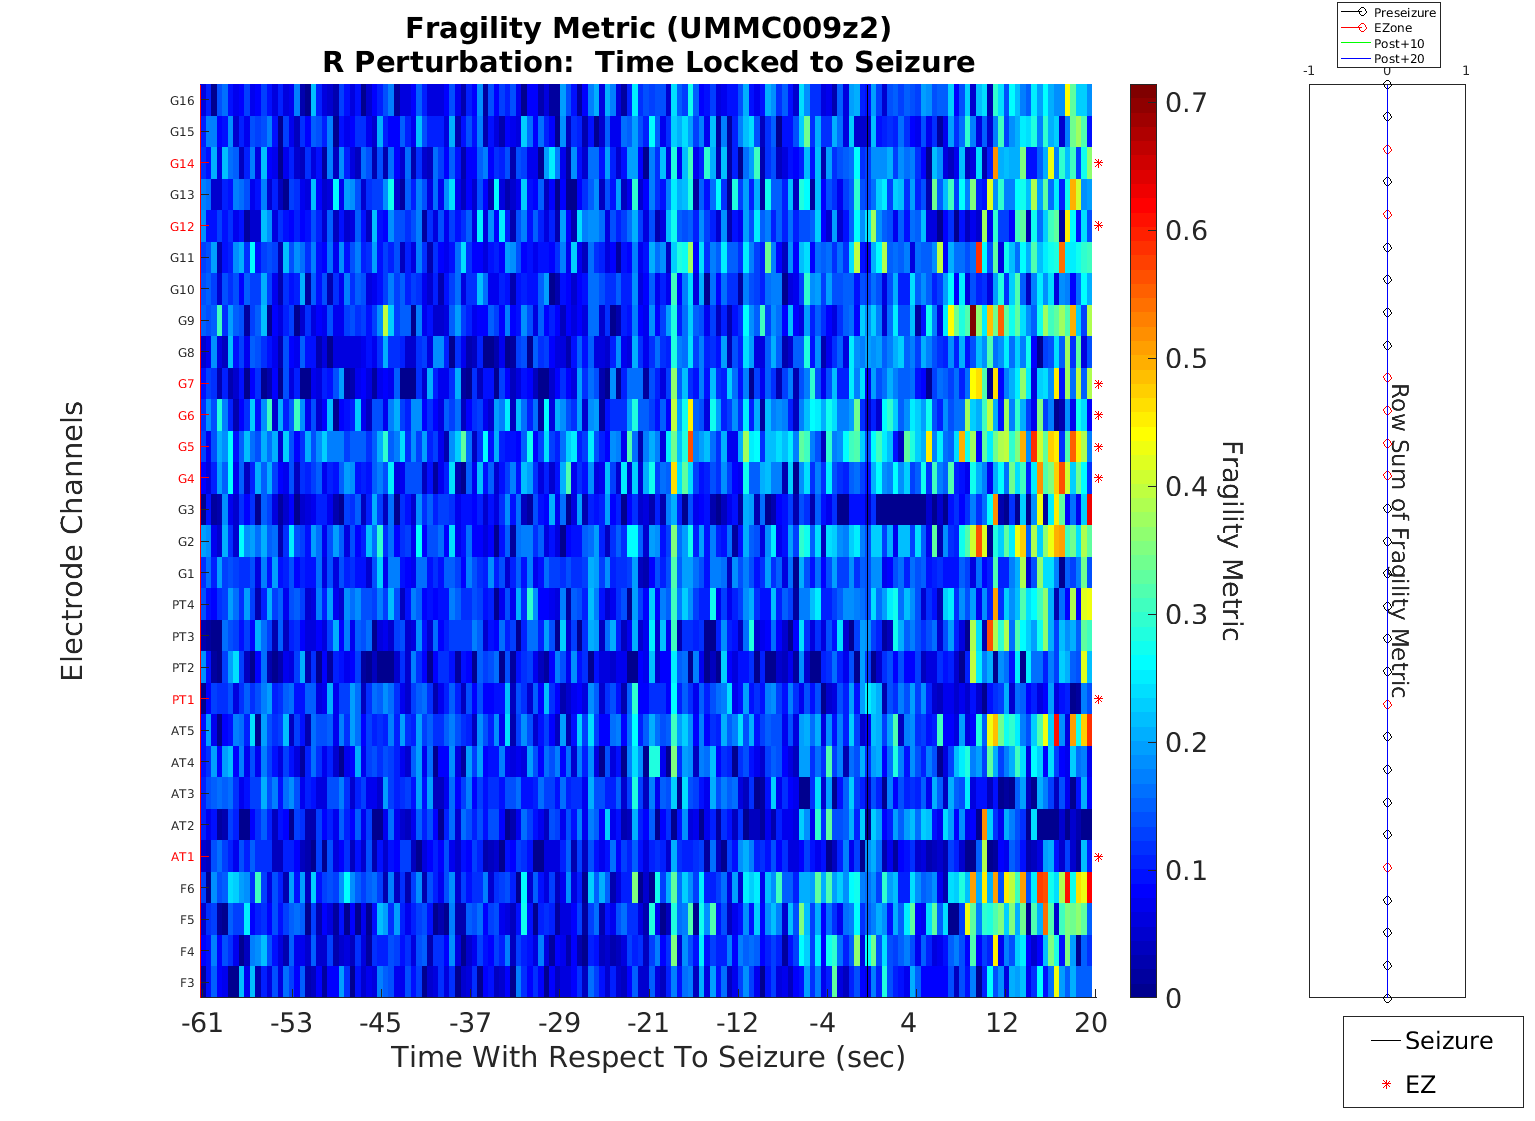 Fragility Metric (UMMC009z2)
R Perturbation: Time Locked to Seizure
Electrode Channels
G16
G15
G14
G13
G12
G11
G10
G9
G8
G7
G6
G5
G4
G3
G2
G1
PT4
PT3
PT2
PT1
AT5
AT4
AT3
AT2
AT1
F6
F5
F4
F3
-61 -53 -45 -37 -29 -21 -12 -4 4 12 20
Time With Respect To Seizure (sec)
0.7
0.6
0.5
0.4
0.3
0.2
0.1
0
Fragility Metric
Preseizure
EZone
Post+10
Post+20
-1 0 1
Row Sum of Fragility Metric
Seizure
EZ